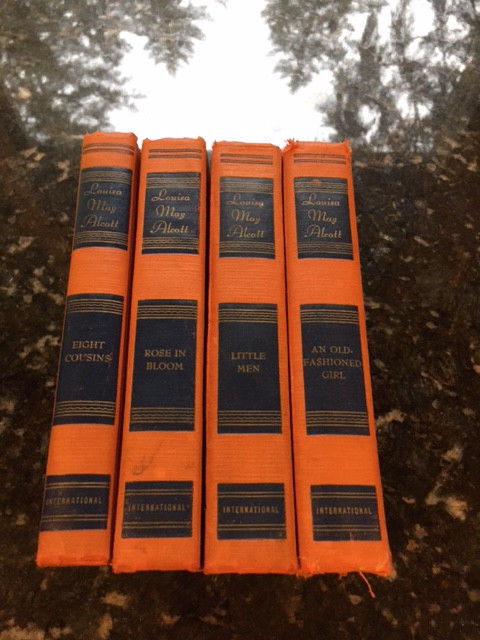 Louisa
May
Alcott
EIGHT
COUSINS
INTERNATIONAL
Louisa
May
Alcott
ROSE IN
BLOOM
INTERNATIONAL
Louisa
May
Alcott
LITTLE
MEN
INTERNATIONAL
Louisa
May
Alcott
AN OLD-
FASHIONED
GIRL
INTERNATIONAL